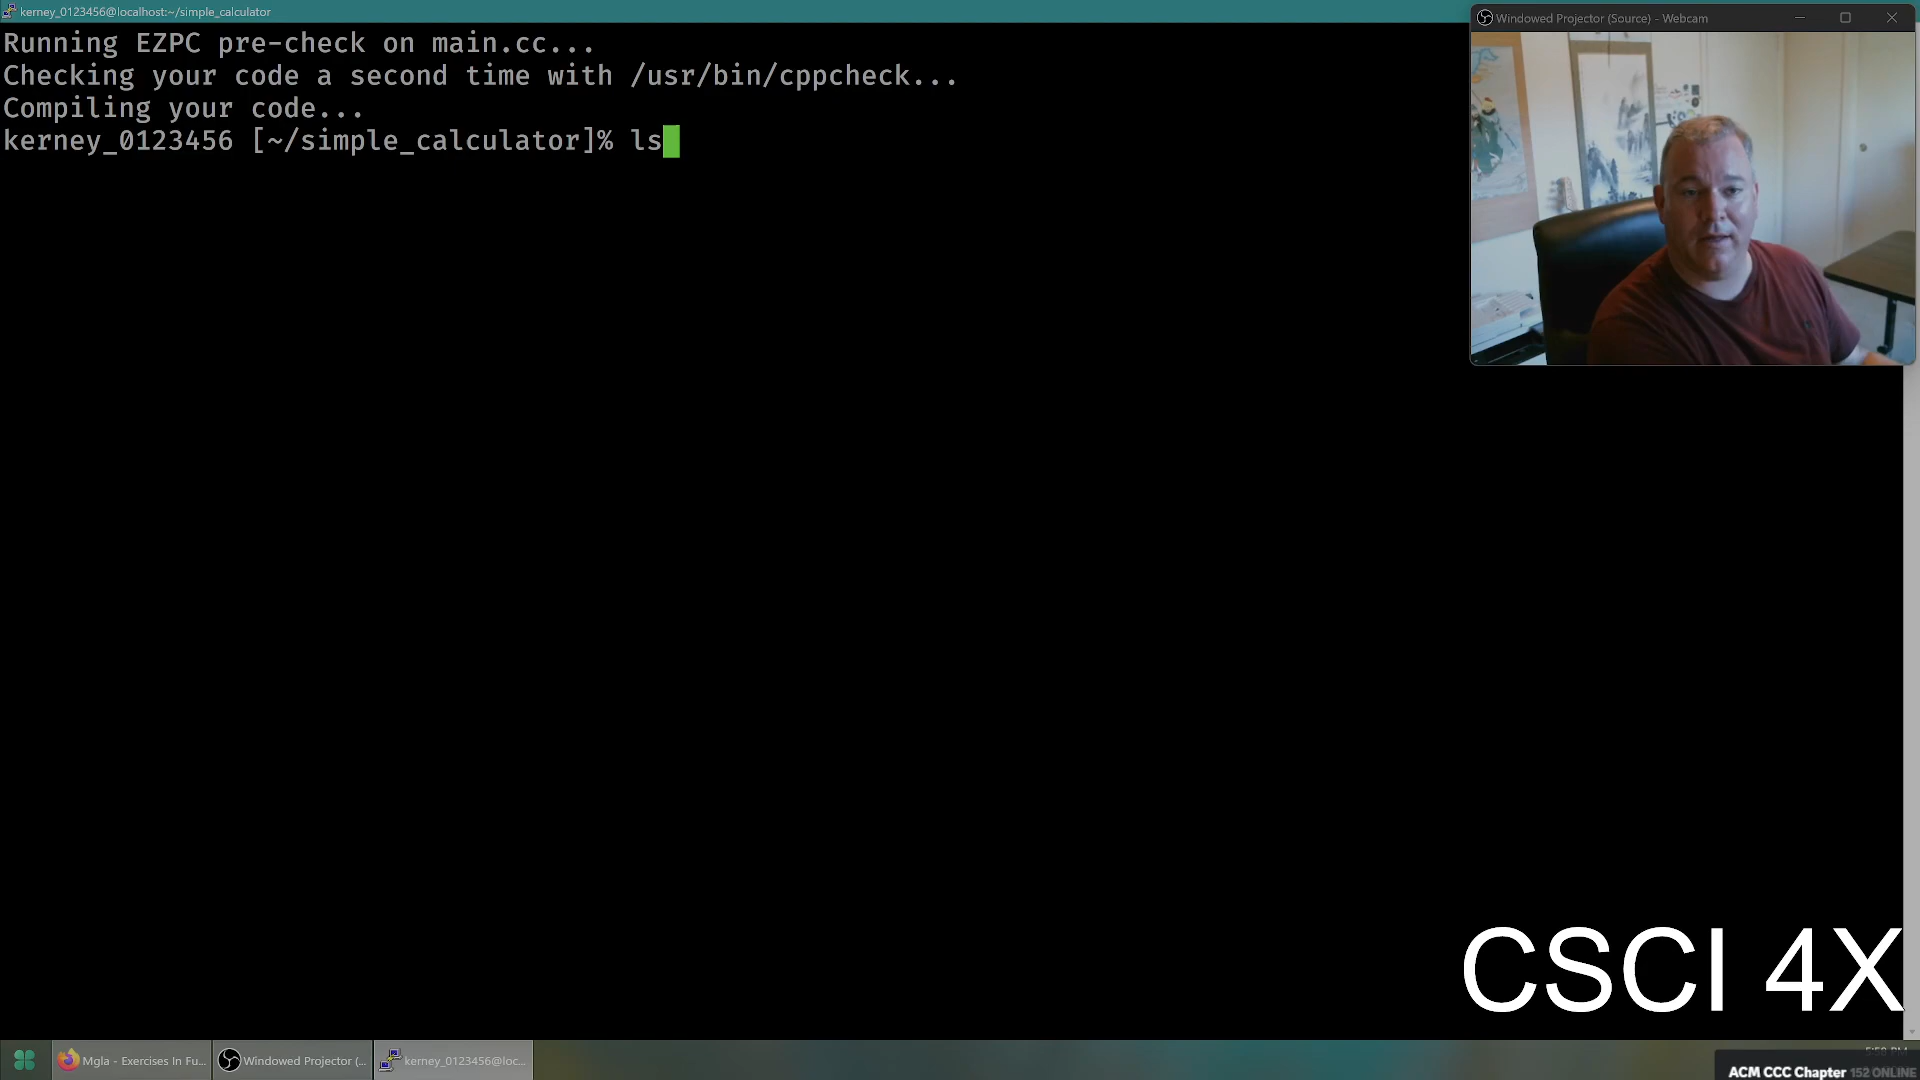 kerney_0123456@localhost:~/simple_calculator
Windowed Projector (Source) - Webcam
Running EZPC pre-check on main.cc...
Checking your code a second time with /usr/bin/cppcheck...
Compiling your code...
kerney_0123456 [~/simple_calculator]% ls
CSCI 4X
Mgla - Exercises In Fu...
Windowed Projector (...
kerney_0123456@loc...
ACM CCC Chapter 152 ONLINE